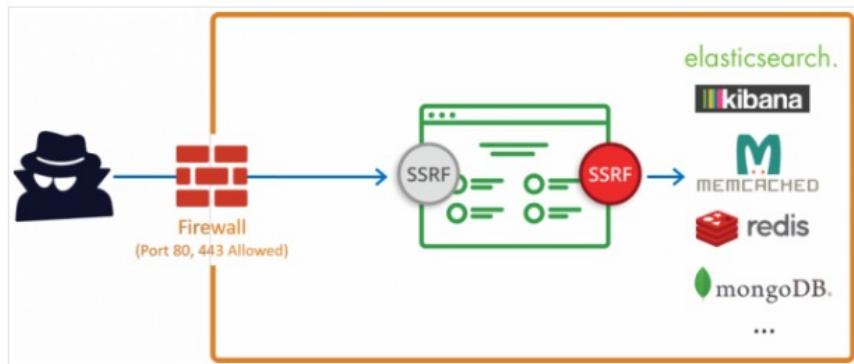 elasticsearch.
kibana
SSRF
SSRF
MEMCACHED
Firewall
(Port 80, 443 Allowed)
redis
mongoDB.
...